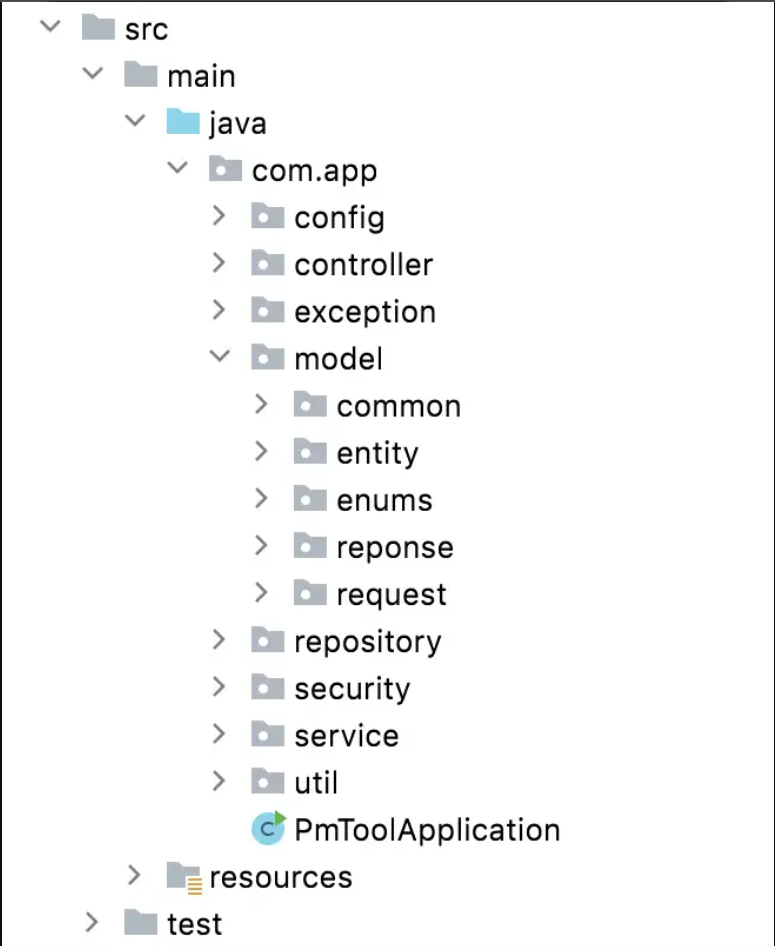 src
main
java
com.app
config
controller
exception
model
common
entity
enums
reponse
request
repository
security
service
util
C PmToolApplication
resources
test